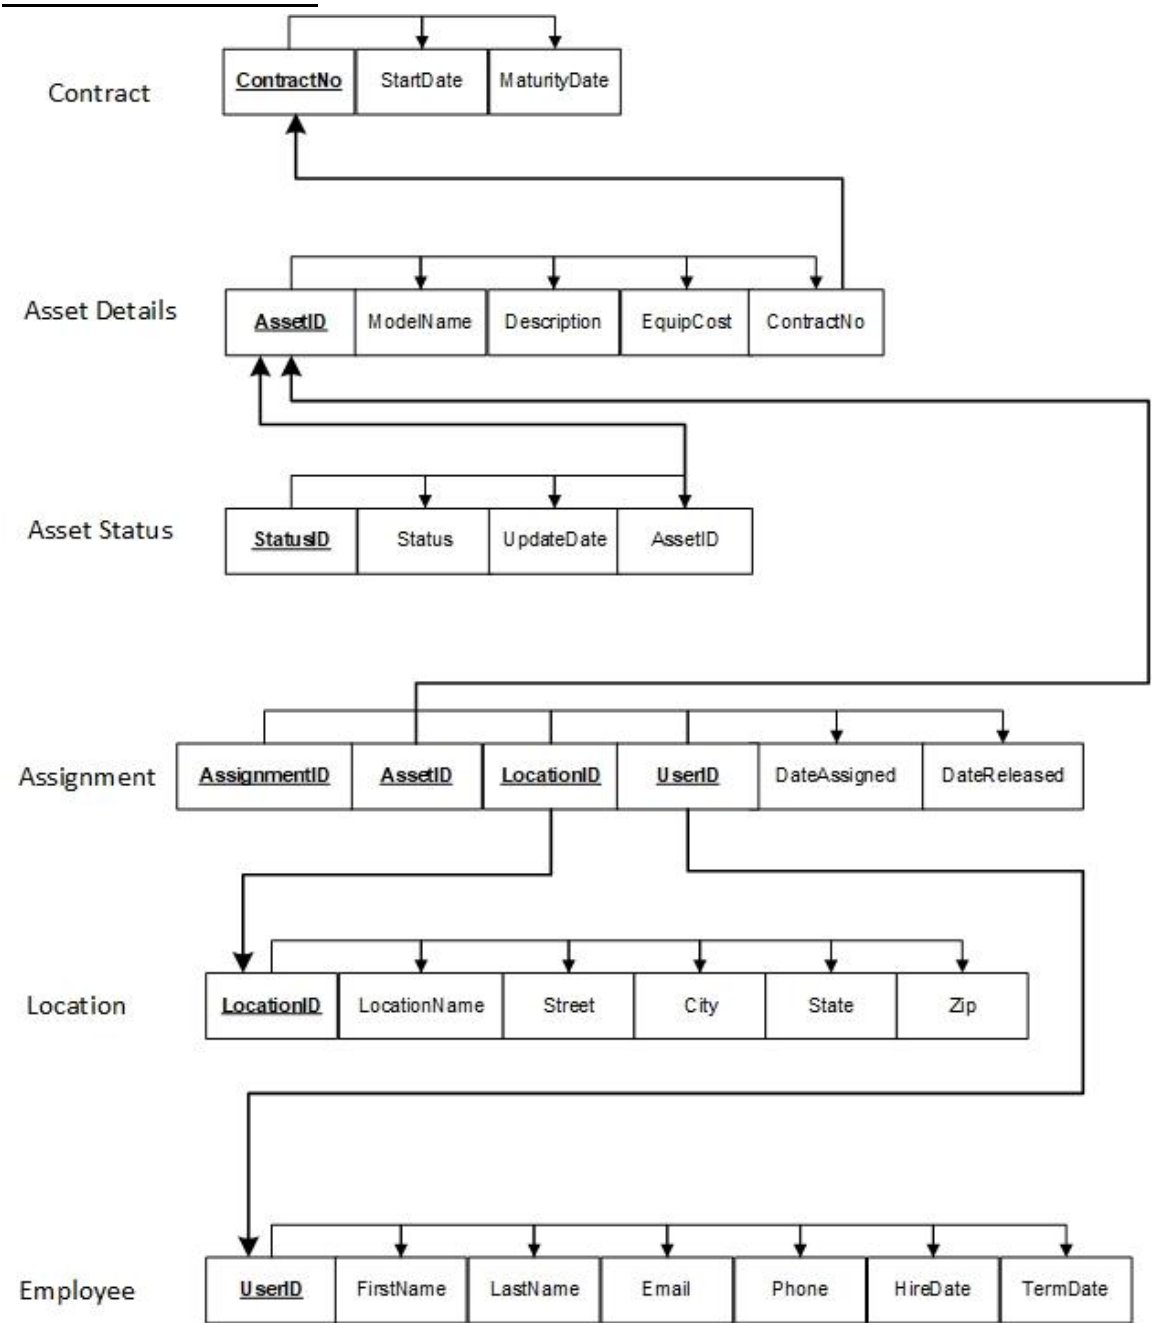 Contract
ContractNo StartDate MaturityDate
Asset Details
AssetID ModelName Description EquipCost ContractNo
Asset Status
StatusID Status UpdateDate AssetID
Assignment
AssignmentID AssetID LocationID UserID DateAssigned DateReleased
Location
LocationID LocationName Street City State Zip
Employee
UserID FirstName LastName Email Phone HireDate TermDate